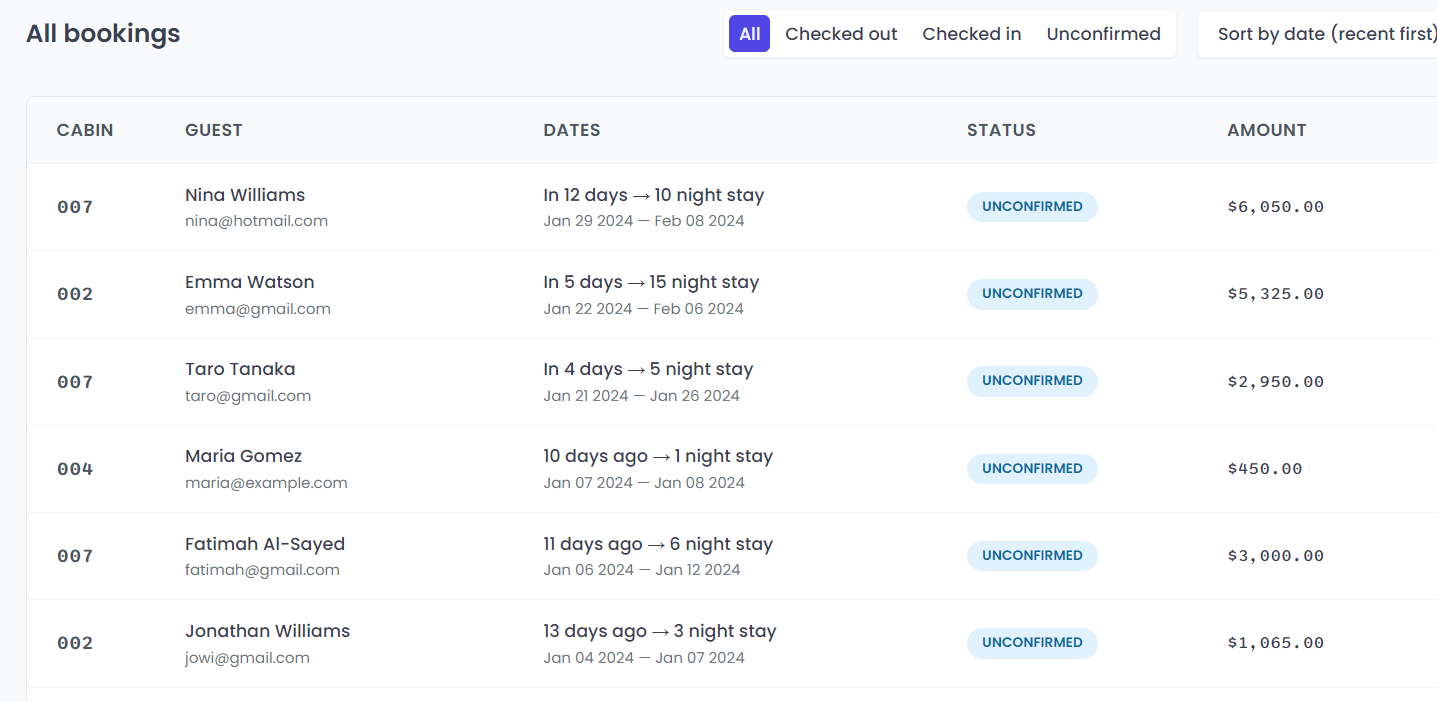 All bookings
All Checked out Checked in Unconfirmed
Sort by date (recent first)
CABIN GUEST DATES STATUS AMOUNT
007 Nina Williams In 12 days → 10 night stay UNCONFIRMED $6,050.00
nina@hotmail.com Jan 29 2024 — Feb 08 2024
002 Emma Watson In 5 days → 15 night stay UNCONFIRMED $5,325.00
emma@gmail.com Jan 22 2024 — Feb 06 2024
007 Taro Tanaka In 4 days → 5 night stay UNCONFIRMED $2,950.00
taro@gmail.com Jan 21 2024 — Jan 26 2024
004 Maria Gomez 10 days ago → 1 night stay UNCONFIRMED $450.00
maria@example.com Jan 07 2024 — Jan 08 2024
007 Fatimah Al-Sayed 11 days ago → 6 night stay UNCONFIRMED $3,000.00
fatimah@gmail.com Jan 06 2024 — Jan 12 2024
002 Jonathan Williams 13 days ago → 3 night stay UNCONFIRMED $1,065.00
jowi@gmail.com Jan 04 2024 — Jan 07 2024